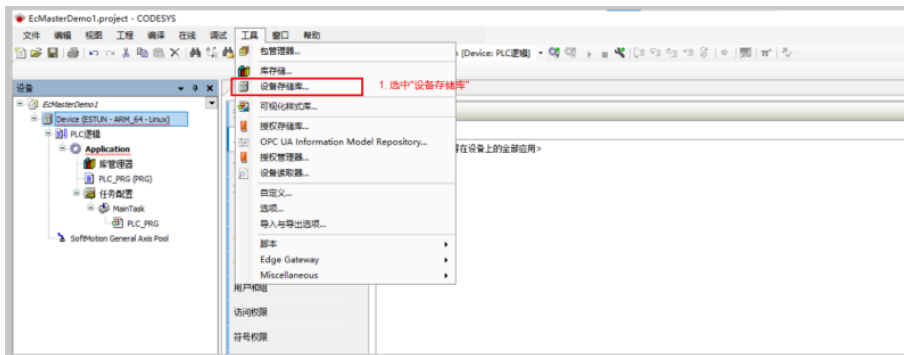 EcMasterDemo1.project - CODESYS
文件 编辑 视图 工程 编译 在线 调试 工具 窗口 帮助
[Device: PLC逻辑]
设备
EcMasterDemo1
Device (ESTUN - ARM_64 - Linux)
PLC逻辑
Application
库管理器
PLC_PRG (PRG)
任务配置
MainTask
PLC_PRG
SoftMotion General Axis Pool
包管理器...
库存储...
设备存储库...
1. 选中"设备存储库"
可视化样式库...
授权存储库...
OPC UA Information Model Repository...
授权管理器...
设备读取器...
自定义...
选项...
导入与导出选项...
脚本
Edge Gateway
Miscellaneous
在设备上的全部应用>
用户和组
访问权限
符号权限